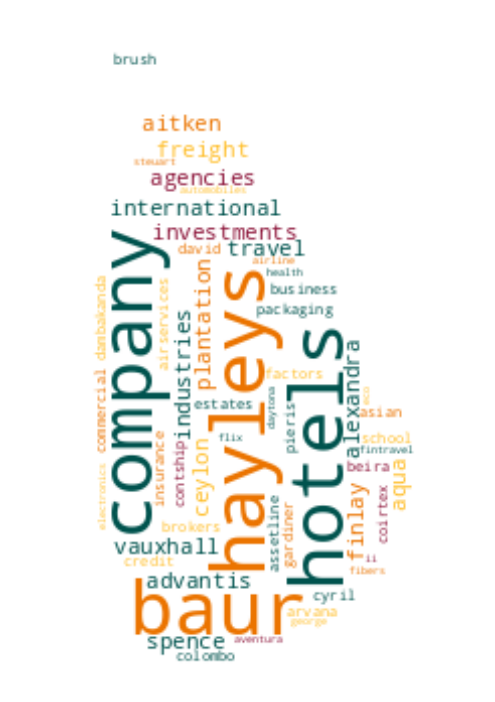 brush
aitken
freight
steuart
agencies
automobiles
international
investments
david
travel
airline
health
business
packaging
company
hayleys
hotels
plantation
industries
airservices
dambakanda
commercial
electronics
insurance
contship
ceylon
estates
flix
factors
daytona
pieris
alexandra
eco
asian
school
fintravel
beira
aqua
coirtex
finlay
ii
fibers
gardiner
assetline
brokers
vauxhall
credit
advantis
baur
cyril
arvana
george
spence
aventura
colombo